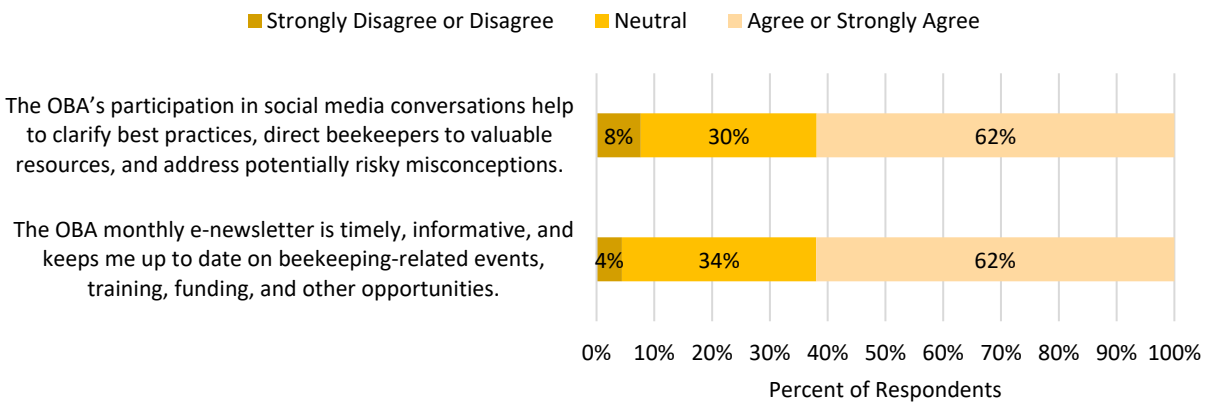 Strongly Disagree or Disagree Neutral Agree or Strongly Agree
The OBA’s participation in social media conversations help
to clarify best practices, direct beekeepers to valuable
resources, and address potentially risky misconceptions.
8% 30% 62%
The OBA monthly e-newsletter is timely, informative, and
keeps me up to date on beekeeping-related events,
training, funding, and other opportunities.
4% 34% 62%
0% 10% 20% 30% 40% 50% 60% 70% 80% 90% 100%
Percent of Respondents